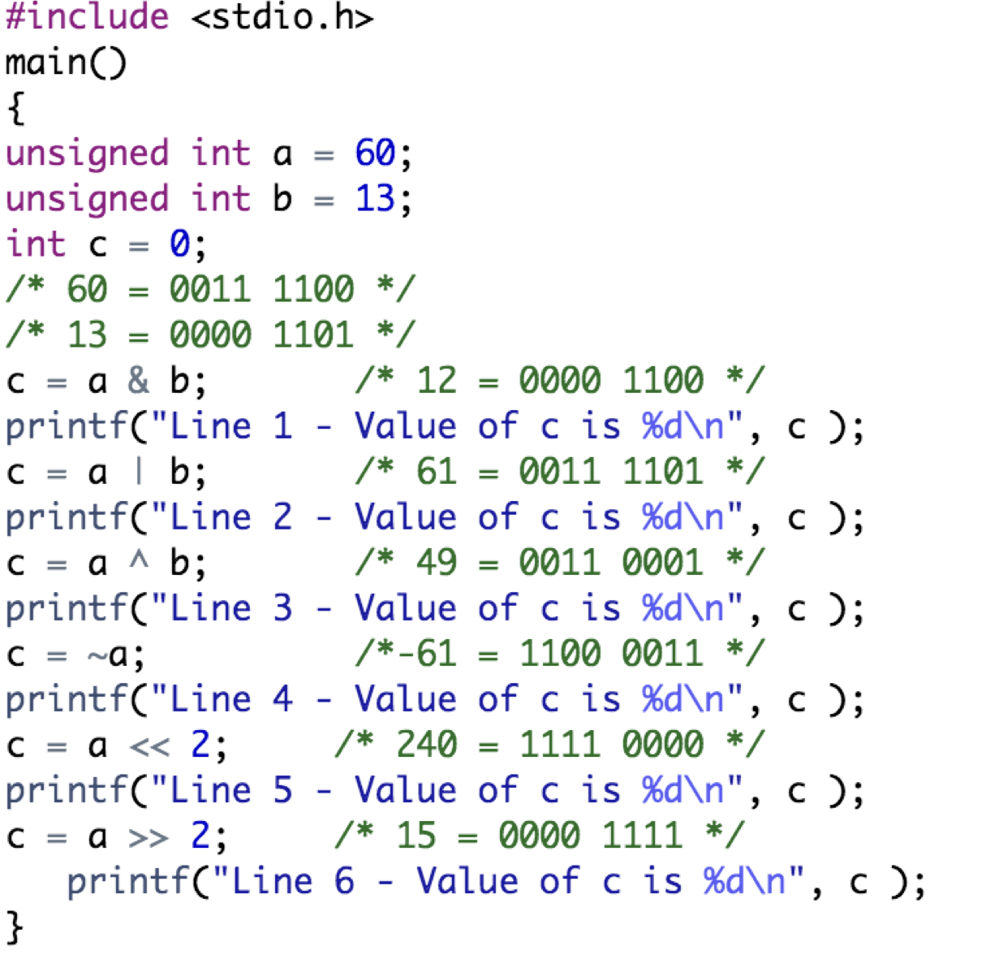 #include <stdio.h>
main()
{
unsigned int a = 60;
unsigned int b = 13;
int c = 0;
/* 60 = 0011 1100 */
/* 13 = 0000 1101 */
c = a & b;       /* 12 = 0000 1100 */
printf("Line 1 - Value of c is %d\n", c );
c = a | b;       /* 61 = 0011 1101 */
printf("Line 2 - Value of c is %d\n", c );
c = a ^ b;       /* 49 = 0011 0001 */
printf("Line 3 - Value of c is %d\n", c );
c = ~a;          /*-61 = 1100 0011 */
printf("Line 4 - Value of c is %d\n", c );
c = a << 2;     /* 240 = 1111 0000 */
printf("Line 5 - Value of c is %d\n", c );
c = a >> 2;     /* 15 = 0000 1111 */
   printf("Line 6 - Value of c is %d\n", c );
}